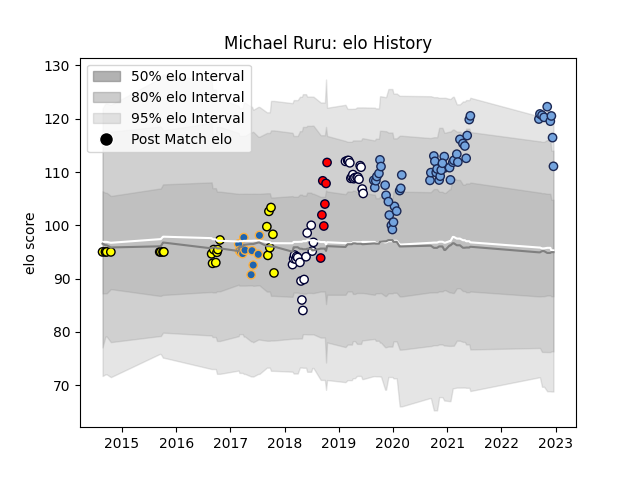 Michael Ruru: elo History
50% elo Interval
80% elo Interval
95% elo Interval
Post Match elo
elo score
130
120
110
100
90
80
70
2015 2016 2017 2018 2019 2020 2021 2022 2023